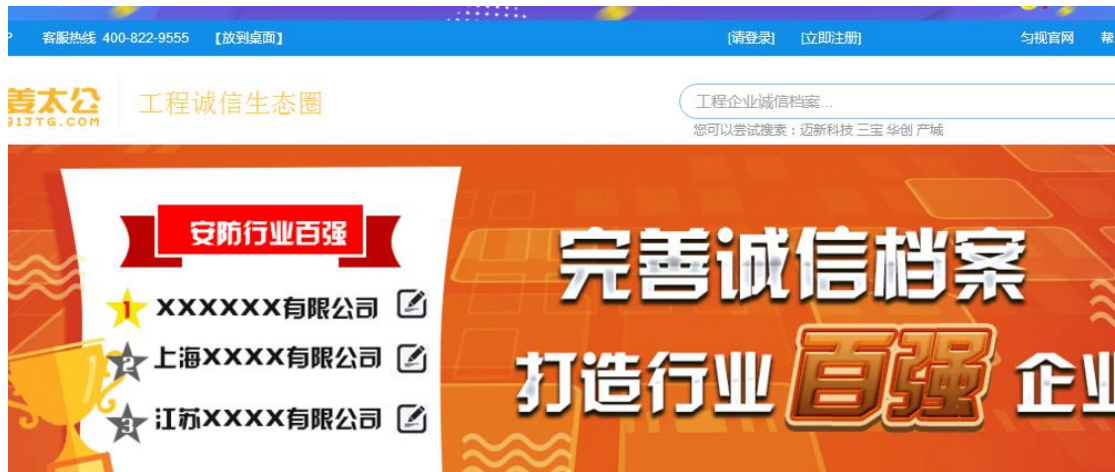 客服热线 400-822-9555 【放到桌面】 [请登录] [立即注册] 匀视官网 帮
姜太公 工程诚信生态圈
91JTG.COM
工程企业诚信档案...
您可以尝试搜索：迈新科技 三宝 华创 产城
安防行业百强
1 XXXXXX有限公司
2 上海XXXX有限公司
3 江苏XXXX有限公司
完善诚信档案
打造行业百强企业